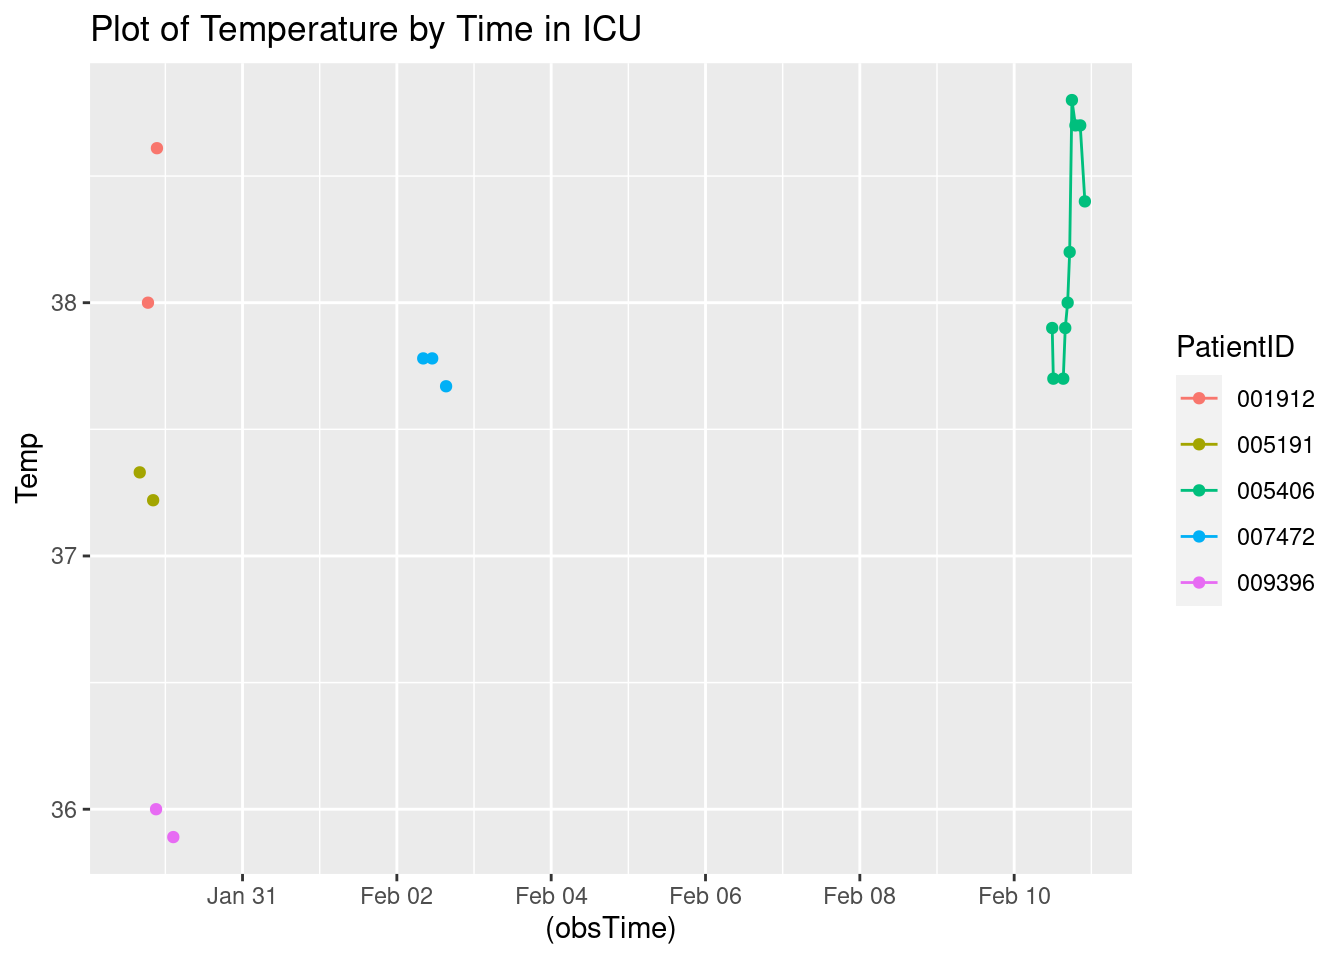 Plot of Temperature by Time in ICU
Temp
38
37
36
Jan 31 Feb 02 Feb 04 Feb 06 Feb 08 Feb 10
(obsTime)
PatientID
001912
005191
005406
007472
009396